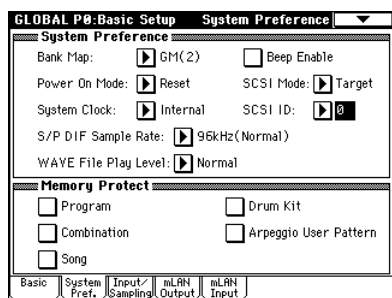 GLOBAL P0:Basic Setup System Preference
System Preference
Bank Map: GM(2) Beep Enable
Power On Mode: Reset SCSI Mode: Target
System Clock: Internal SCSI ID: 0
S/P DIF Sample Rate: 96kHz(Normal)
WAVE File Play Level: Normal
Memory Protect
Program Drum Kit
Combination Arpeggio User Pattern
Song
Basic System Pref. Input/Sampling mLAN Output mLAN Input